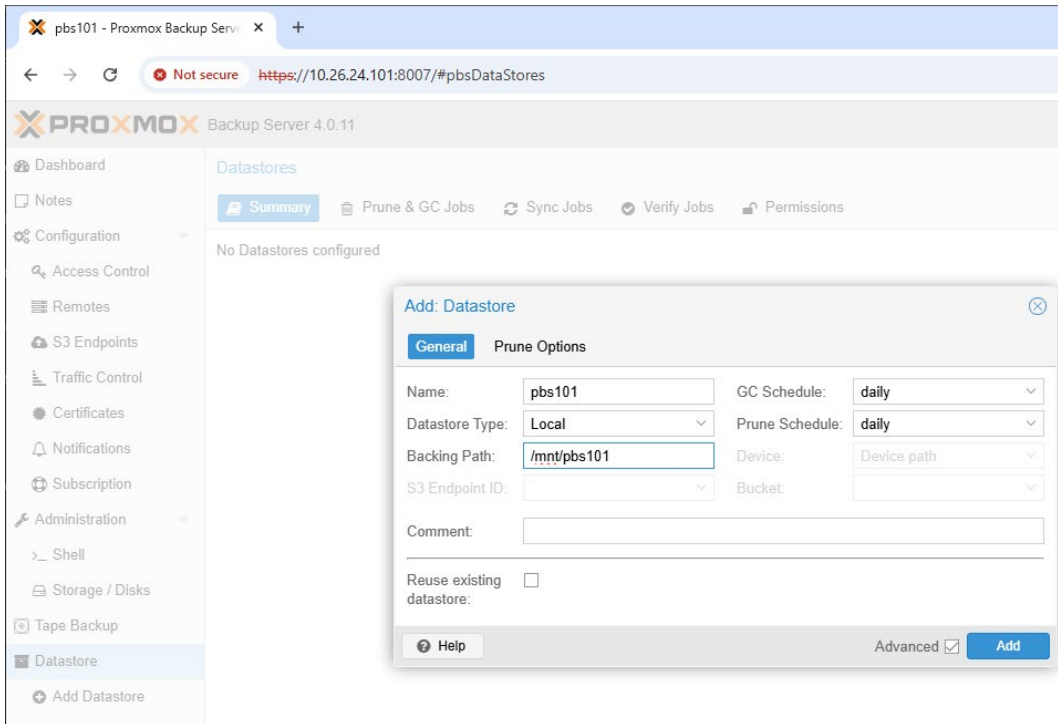 pbs101 - Proxmox Backup Serv
Not secure https://10.26.24.101:8007/#pbsDataStores
PROXMOX Backup Server 4.0.11
Dashboard
Notes
Configuration
Access Control
Remotes
S3 Endpoints
Traffic Control
Certificates
Notifications
Subscription
Administration
Shell
Storage / Disks
Tape Backup
Datastore
Add Datastore
Datastores
Summary Prune & GC Jobs Sync Jobs Verify Jobs Permissions
No Datastores configured
Add: Datastore
General Prune Options
Name: pbs101 GC Schedule: daily
Datastore Type: Local Prune Schedule: daily
Backing Path: /mnt/pbs101 Device: Device path
S3 Endpoint ID: Bucket:
Comment:
Reuse existing
datastore:
Help Advanced Add